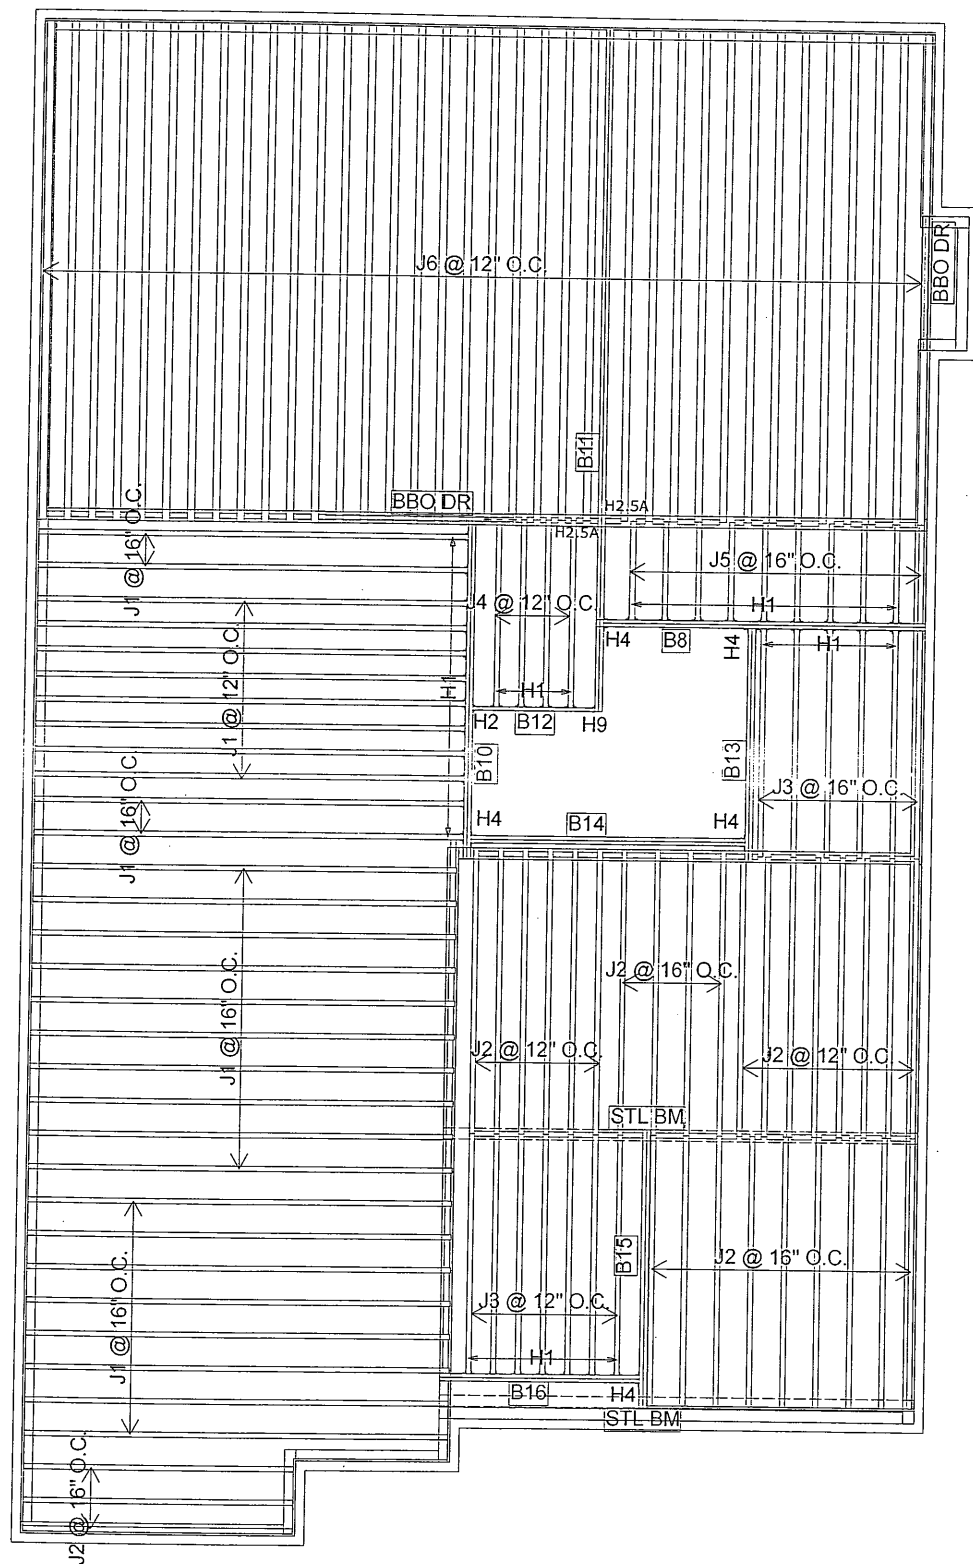 J6 @ 12" O.C.
BBO DR
B11
BBO DR
H2.5A
H2.5A
J1 @ 16" O.C.
J5 @ 16" O.C.
J4 @ 12" O.C.
H1
H4
B8
H4
H1
J1 @ 12" O.C.
H1
H1
H2
B12
H9
B10
B13
J3 @ 16" O.C.
J1 @ 16" O.C.
H4
B14
H4
J1 @ 16" O.C.
J2 @ 16" O.C.
J2 @ 12" O.C.
J2 @ 12" O.C.
STL BM
B15
J2 @ 16" O.C.
J3 @ 12" O.C.
J1 @ 16" O.C.
H1
B16
H4
STL BM
J2 @ 16" O.C.